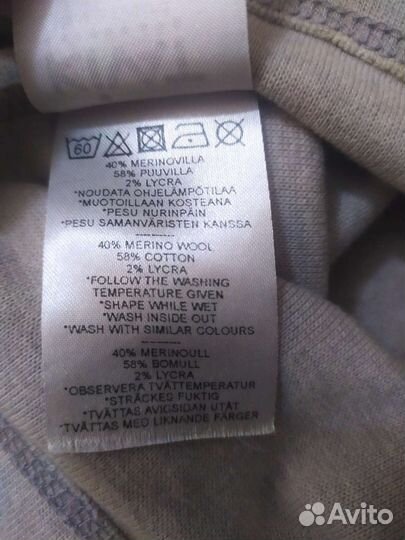 60
40% MERINOVILLA
58% PUUVILLA
2% LYCRA
*NOUDATA OHJELÄMPÖTILAA
*MUOTOILLAAN KOSTEANA
*PESU NURINPÄIN
*PESU SAMANVÄRISTEN KANSSA
40% MERINO WOOL
58% COTTON
2% LYCRA
*FOLLOW THE WASHING
TEMPERATURE GIVEN
*SHAPE WHILE WET
*WASH INSIDE OUT
*WASH WITH SIMILAR COLOURS
40% MERINOULL
58% BOMULL
2% LYCRA
*OBSERVERA TVÄTTEMPERATUR
*STRÄCKES FUKTIG
*TVÄTTAS AVIGSIDAN UTÅT
*TVÄTTAS MED LIKNANDE FÄRGER
Avito